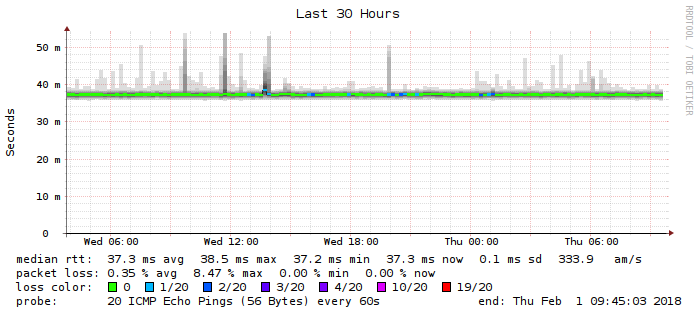 Last 30 Hours
RRDTOOL / TOBI OETIKER
Seconds
50 m
40 m
30 m
20 m
10 m
0
Wed 06:00 Wed 12:00 Wed 18:00 Thu 00:00 Thu 06:00
median rtt: 37.3 ms avg 38.5 ms max 37.2 ms min 37.3 ms now 0.1 ms sd 333.9 am/s
packet loss: 0.35 % avg 8.47 % max 0.00 % min 0.00 % now
loss color: 0 1/20 2/20 3/20 4/20 10/20 19/20
probe: 20 ICMP Echo Pings (56 Bytes) every 60s end: Thu Feb 1 09:45:03 2018